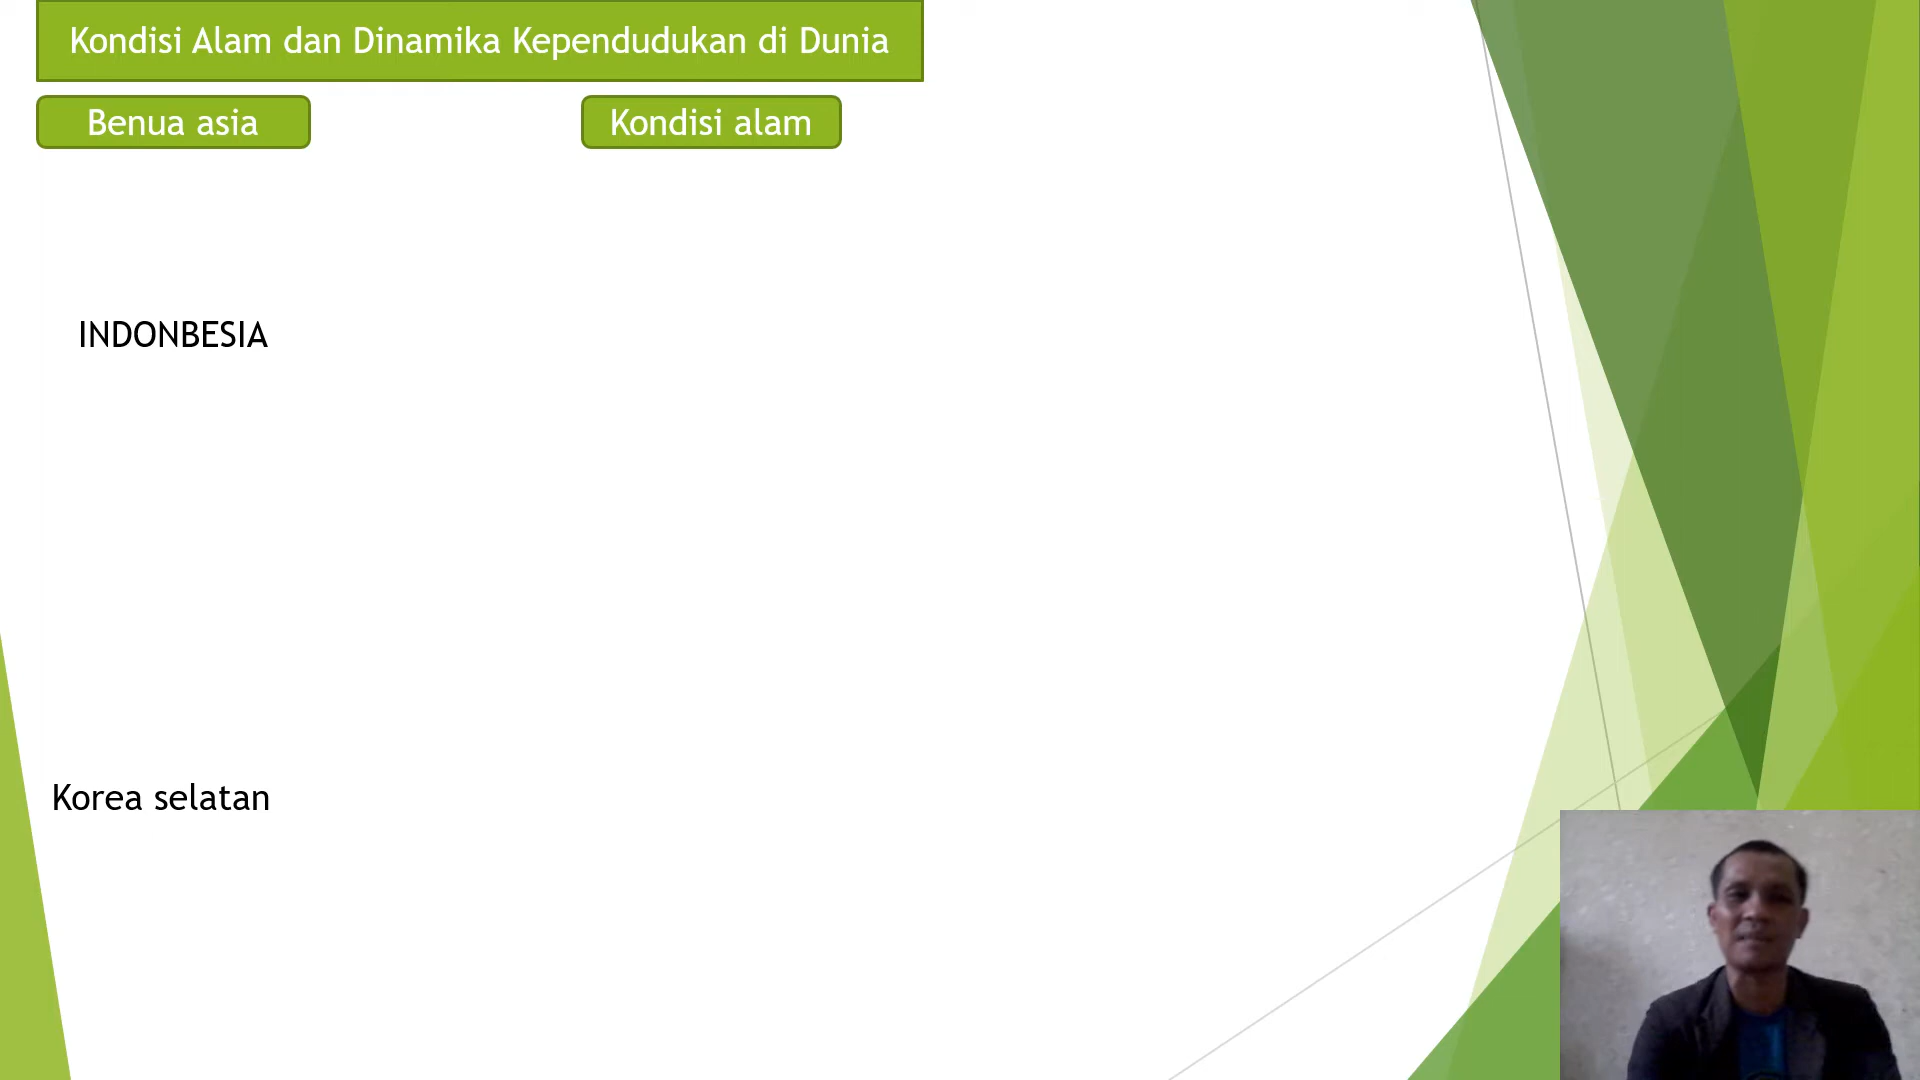 Kondisi Alam dan Dinamika Kependudukan di Dunia
Benua asia
Kondisi alam
INDONBESIA
Korea selatan